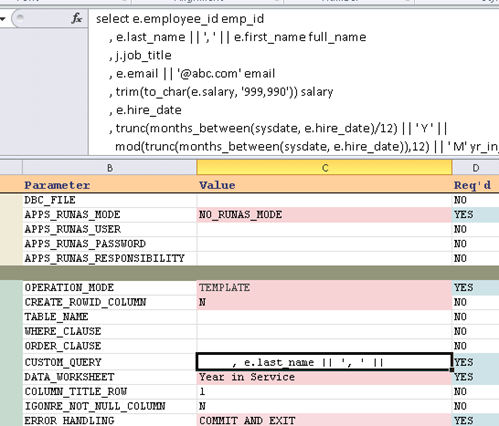 fx
select e.employee_id emp_id
, e.last_name || ', ' || e.first_name full_name
, j.job_title
, e.email || '@abc.com' email
, trim(to_char(e.salary, '999,990')) salary
, e.hire_date
, trunc(months_between(sysdate, e.hire_date)/12) || ' Y ' ||
mod(trunc(months_between(sysdate, e.hire_date)),12) || ' M' yr_in_
B C D
Parameter Value Req'd
DBC_FILE NO
APPS_RUNAS_MODE NO_RUNAS_MODE YES
APPS_RUNAS_USER NO
APPS_RUNAS_PASSWORD NO
APPS_RUNAS_RESPONSIBILITY NO
OPERATION_MODE TEMPLATE YES
CREATE_ROWID_COLUMN N NO
TABLE_NAME NO
WHERE_CLAUSE NO
ORDER_CLAUSE NO
CUSTOM_QUERY , e.last_name || ', ' || YES
DATA_WORKSHEET Year in Service YES
COLUMN_TITLE_ROW 1 NO
IGONRE_NOT_NULL_COLUMN N NO
ERROR HANDLING COMMIT AND EXIT YES